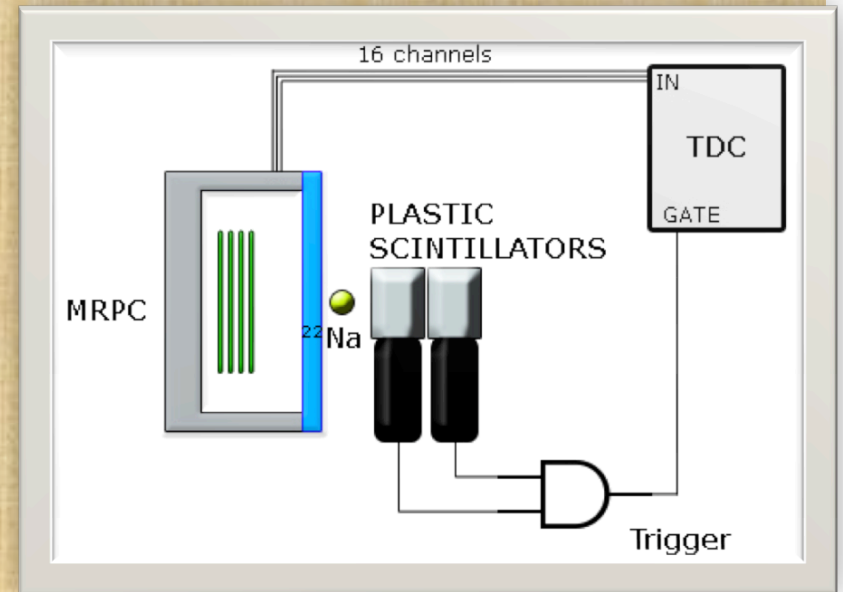 16 channels
IN
TDC
GATE
PLASTIC
SCINTILLATORS
MRPC
²²Na
Trigger